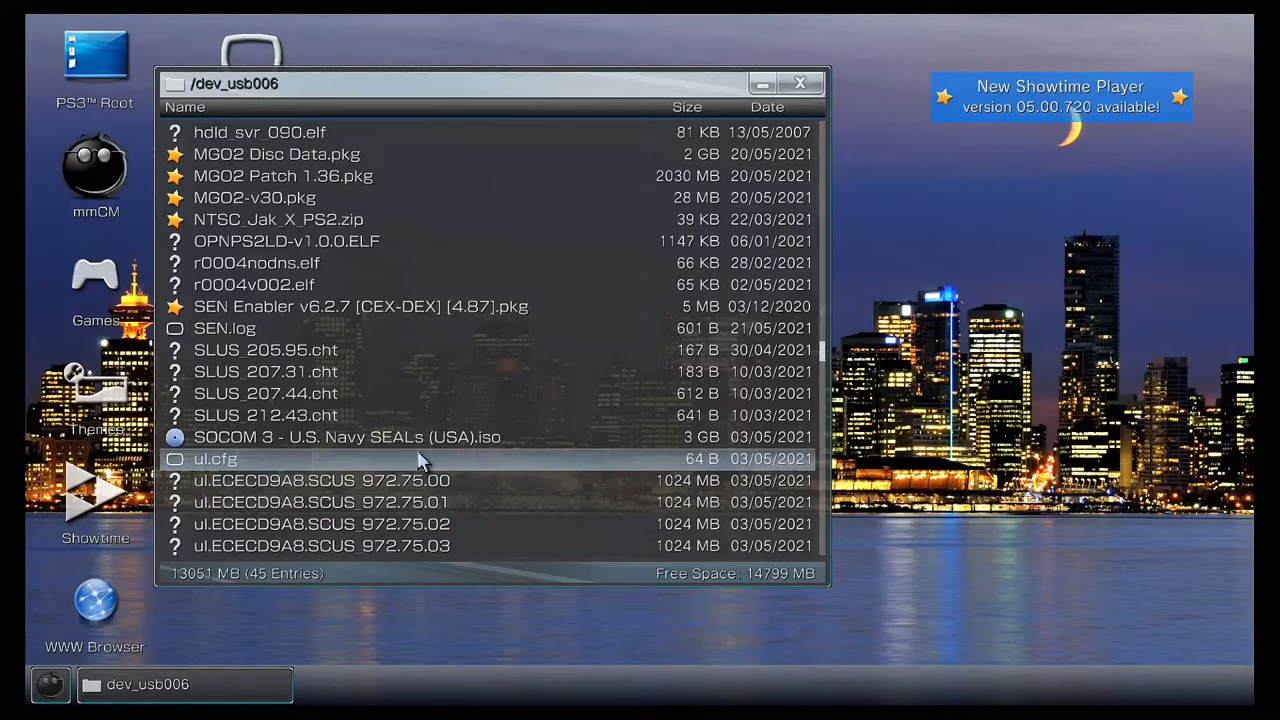 PS3™ Root
mmCM
Games
Themes
Showtime
WWW Browser
/dev_usb006
X
Name Size Date
? hdld_svr_090.elf 81 KB 13/05/2007
MGO2 Disc Data.pkg 2 GB 20/05/2021
MGO2 Patch 1.36.pkg 2030 MB 20/05/2021
MGO2-v30.pkg 28 MB 20/05/2021
NTSC_Jak_X_PS2.zip 39 KB 22/03/2021
? OPNPS2LD-v1.0.0.ELF 1147 KB 06/01/2021
? r0004nodns.elf 66 KB 28/02/2021
? r0004v002.elf 65 KB 02/05/2021
SEN Enabler v6.2.7 [CEX-DEX] [4.87].pkg 5 MB 03/12/2020
SEN.log 601 B 21/05/2021
? SLUS_205.95.cht 167 B 30/04/2021
? SLUS_207.31.cht 183 B 10/03/2021
? SLUS_207.44.cht 612 B 10/03/2021
? SLUS_212.43.cht 641 B 10/03/2021
SOCOM 3 - U.S. Navy SEALs (USA).iso 3 GB 03/05/2021
ul.cfg 64 B 03/05/2021
? ul.ECECD9A8.SCUS_972.75.00 1024 MB 03/05/2021
? ul.ECECD9A8.SCUS_972.75.01 1024 MB 03/05/2021
? ul.ECECD9A8.SCUS_972.75.02 1024 MB 03/05/2021
? ul.ECECD9A8.SCUS_972.75.03 1024 MB 03/05/2021
13051 MB (45 Entries) Free Space: 14799 MB
New Showtime Player
version 05.00.720 available!
dev_usb006